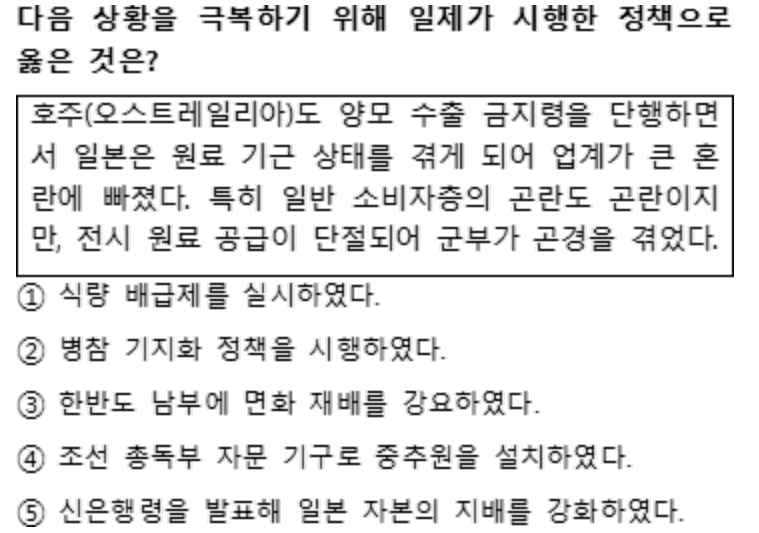 다음 상황을 극복하기 위해 일제가 시행한 정책으로
옳은 것은?
호주(오스트레일리아)도 양모 수출 금지령을 단행하면
서 일본은 원료 기근 상태를 겪게 되어 업계가 큰 혼
란에 빠졌다. 특히 일반 소비자층의 곤란도 곤란이지
만, 전시 원료 공급이 단절되어 군부가 곤경을 겪었다.
① 식량 배급제를 실시하였다.
② 병참 기지화 정책을 시행하였다.
③ 한반도 남부에 면화 재배를 강요하였다.
④ 조선 총독부 자문 기구로 중추원을 설치하였다.
⑤ 신은행령을 발표해 일본 자본의 지배를 강화하였다.